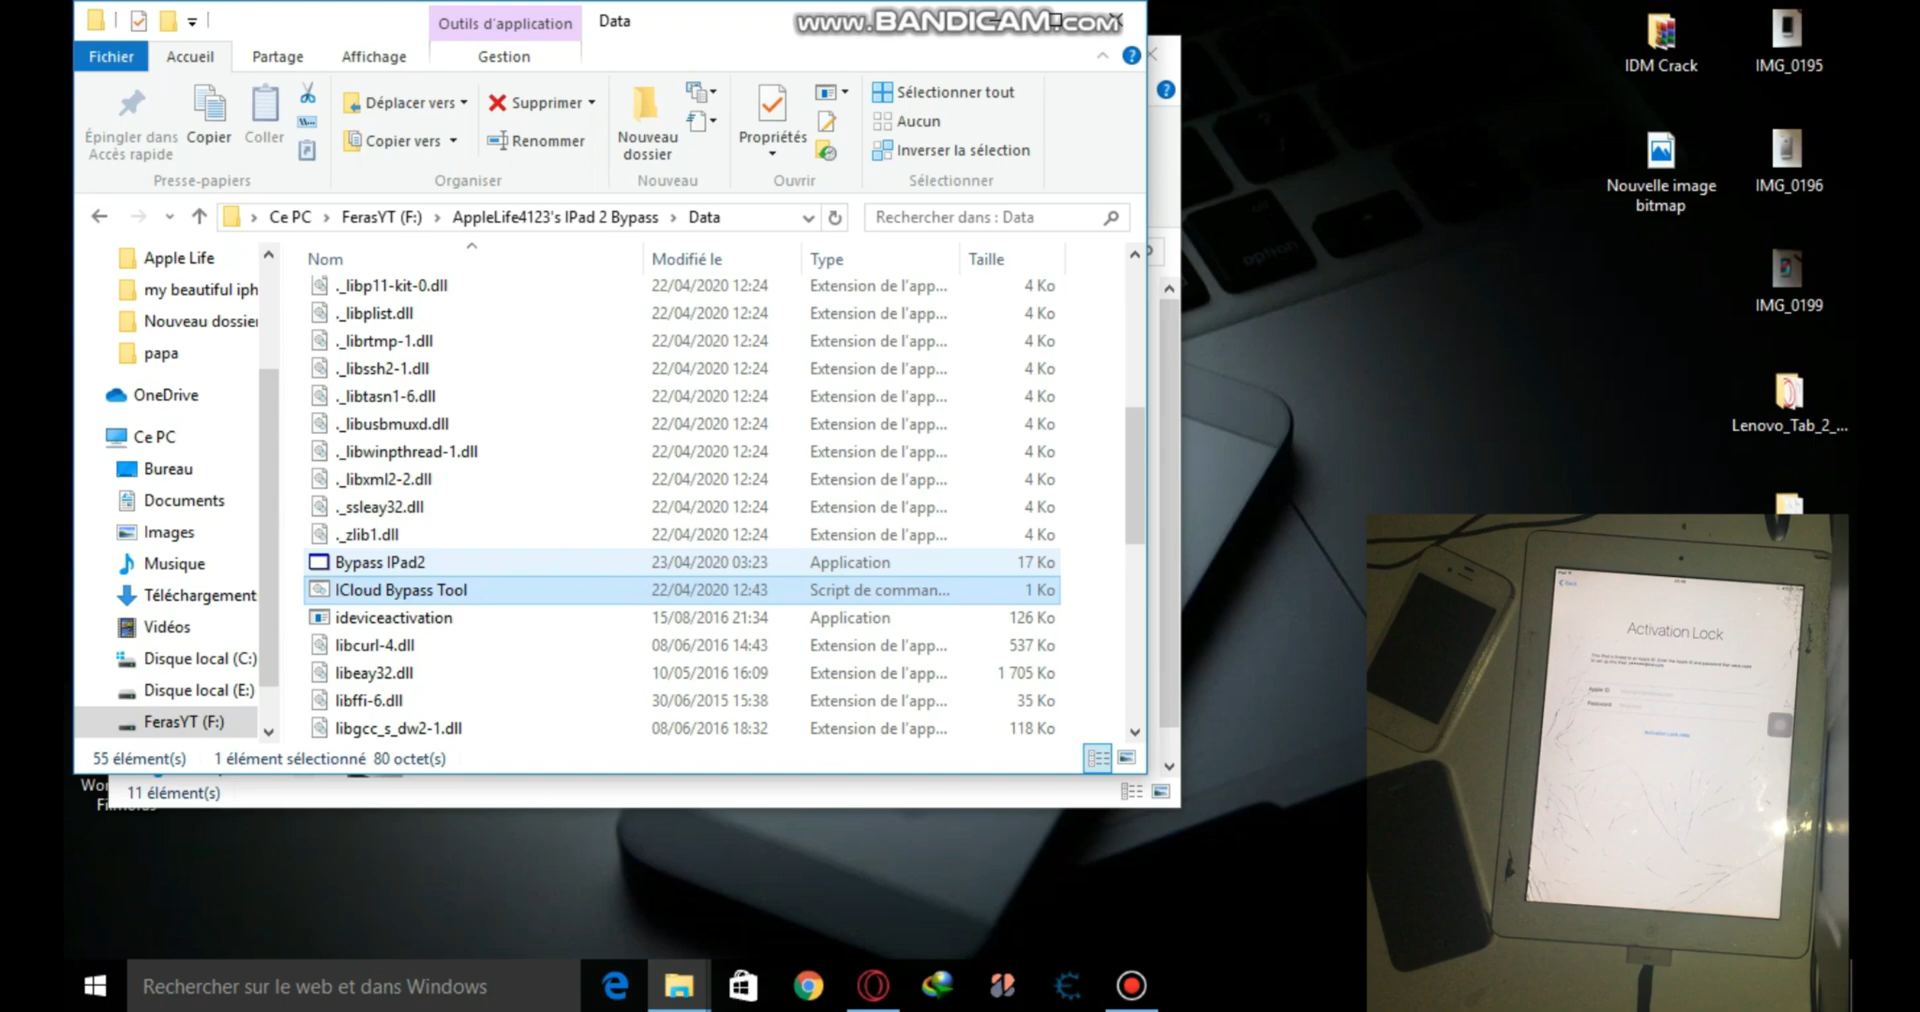 Outils d'application
Data
www.BANDICAM.com
Fichier
Accueil
Partage
Affichage
Gestion
Épingler dans
Accès rapide
Copier
Coller
Déplacer vers
Copier vers
Supprimer
Renommer
Nouveau
dossier
Propriétés
Sélectionner tout
Aucun
Inverser la sélection
Presse-papiers
Organiser
Nouveau
Ouvrir
Sélectionner
Ce PC > FerasYT (F:) > AppleLife4123's IPad 2 Bypass > Data
Rechercher dans : Data
Apple Life
my beautiful iph
Nouveau dossier
papa
OneDrive
Ce PC
Bureau
Documents
Images
Musique
Téléchargement
Vidéos
Disque local (C:)
Disque local (E:)
FerasYT (F:)
Nom Modifié le Type Taille
._libp11-kit-0.dll 22/04/2020 12:24 Extension de l'app... 4 Ko
._libplist.dll 22/04/2020 12:24 Extension de l'app... 4 Ko
._librtmp-1.dll 22/04/2020 12:24 Extension de l'app... 4 Ko
._libssh2-1.dll 22/04/2020 12:24 Extension de l'app... 4 Ko
._libtasn1-6.dll 22/04/2020 12:24 Extension de l'app... 4 Ko
._libusbmuxd.dll 22/04/2020 12:24 Extension de l'app... 4 Ko
._libwinpthread-1.dll 22/04/2020 12:24 Extension de l'app... 4 Ko
._libxml2-2.dll 22/04/2020 12:24 Extension de l'app... 4 Ko
._ssleay32.dll 22/04/2020 12:24 Extension de l'app... 4 Ko
._zlib1.dll 22/04/2020 12:24 Extension de l'app... 4 Ko
Bypass IPad2 23/04/2020 03:23 Application 17 Ko
ICloud Bypass Tool 22/04/2020 12:43 Script de comman... 1 Ko
ideviceactivation 15/08/2016 21:34 Application 126 Ko
libcurl-4.dll 08/06/2016 14:43 Extension de l'app... 537 Ko
libeay32.dll 10/05/2016 16:09 Extension de l'app... 1 705 Ko
libffi-6.dll 30/06/2015 15:38 Extension de l'app... 35 Ko
libgcc_s_dw2-1.dll 08/06/2016 18:32 Extension de l'app... 118 Ko
55 élément(s) 1 élément sélectionné 80 octet(s)
11 élément(s)
IDM Crack
IMG_0195
Nouvelle image
bitmap
IMG_0196
IMG_0199
Lenovo_Tab_2_...
Activation Lock
Apple ID
Password
Activation Lock Help
Rechercher sur le web et dans Windows